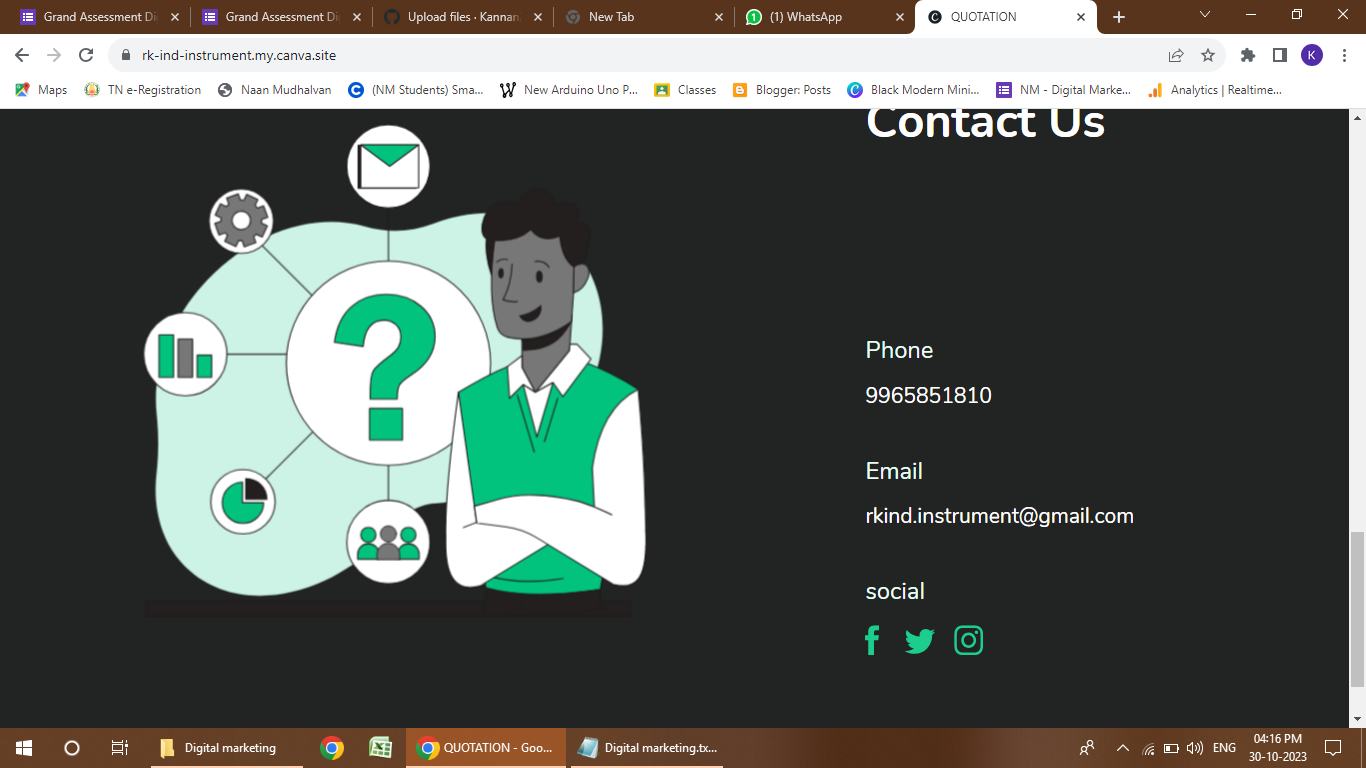 Grand Assessment Di
Grand Assessment Di
Upload files · Kannan
New Tab
(1) WhatsApp
QUOTATION
rk-ind-instrument.my.canva.site
K
Maps
TN e-Registration
Naan Mudhalvan
(NM Students) Sma...
New Arduino Uno P...
Classes
Blogger: Posts
Black Modern Mini...
NM - Digital Marke...
Analytics | Realtime...
Contact Us
?
Phone
9965851810
Email
rkind.instrument@gmail.com
social
Digital marketing
QUOTATION - Goo...
Digital marketing.tx...
ENG
04:16 PM
30-10-2023